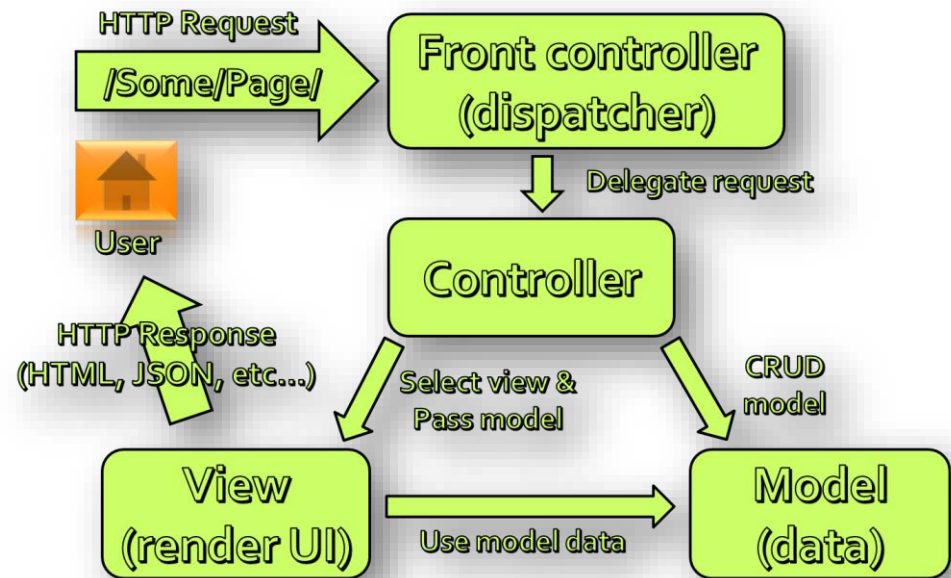 HTTP Request
/Some/Page/
Front controller
(dispatcher)
Delegate request
User
Controller
HTTP Response
(HTML, JSON, etc...)
Select view &
Pass model
CRUD
model
View
(render UI)
Use model data
Model
(data)